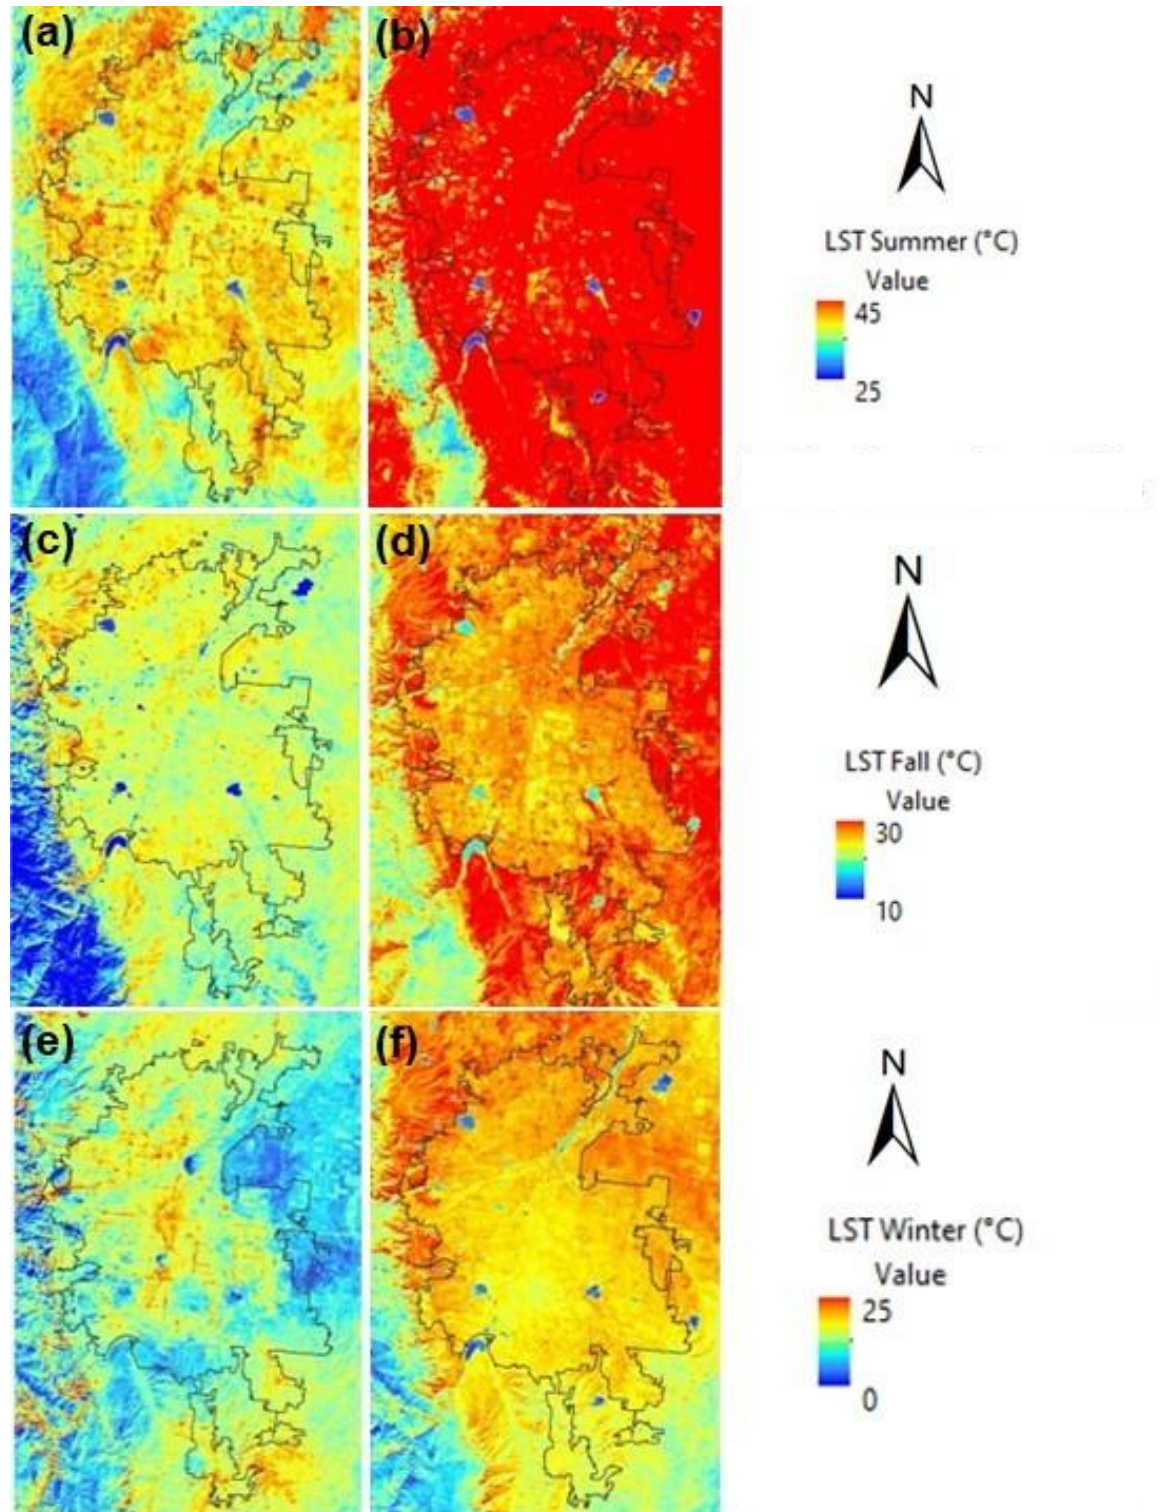 (a)
(b)
N
LST Summer (°C)
Value
45
25
(c)
(d)
N
LST Fall (°C)
Value
30
10
(e)
(f)
N
LST Winter (°C)
Value
25
0